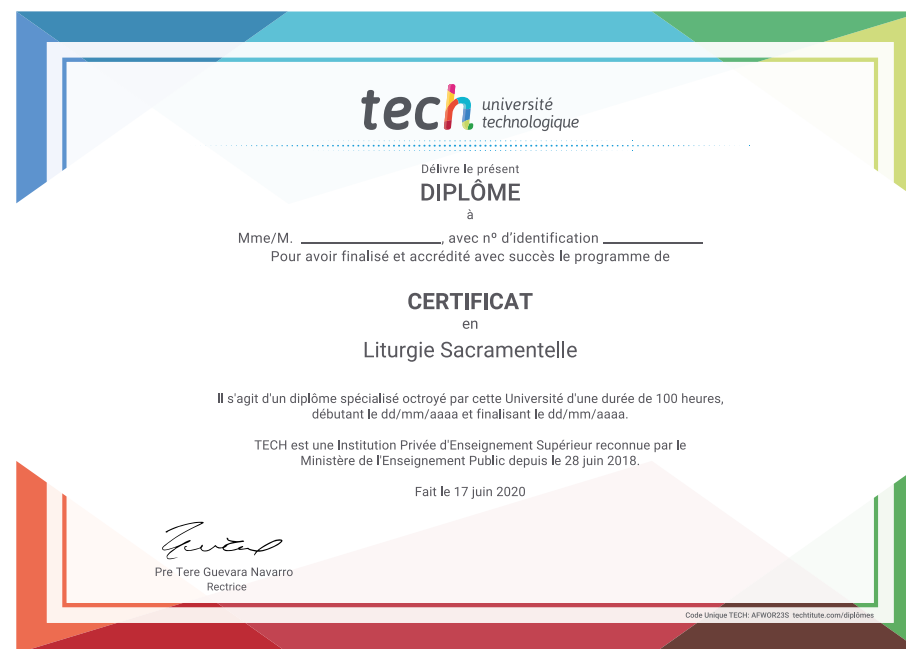 tech université
technologique
Délivre le présent
DIPLÔME
à
Mme/M. ____________________, avec nº d'identification ______________
Pour avoir finalisé et accrédité avec succès le programme de
CERTIFICAT
en
Liturgie Sacramentelle
Il s'agit d'un diplôme spécialisé octroyé par cette Université d'une durée de 100 heures,
débutant le dd/mm/aaaa et finalisant le dd/mm/aaaa.
TECH est une Institution Privée d'Enseignement Supérieur reconnue par le
Ministère de l'Enseignement Public depuis le 28 juin 2018.
Fait le 17 juin 2020
Pre Tere Guevara Navarro
Rectrice
Code Unique TECH: AFWOR23S techtitute.com/diplômes